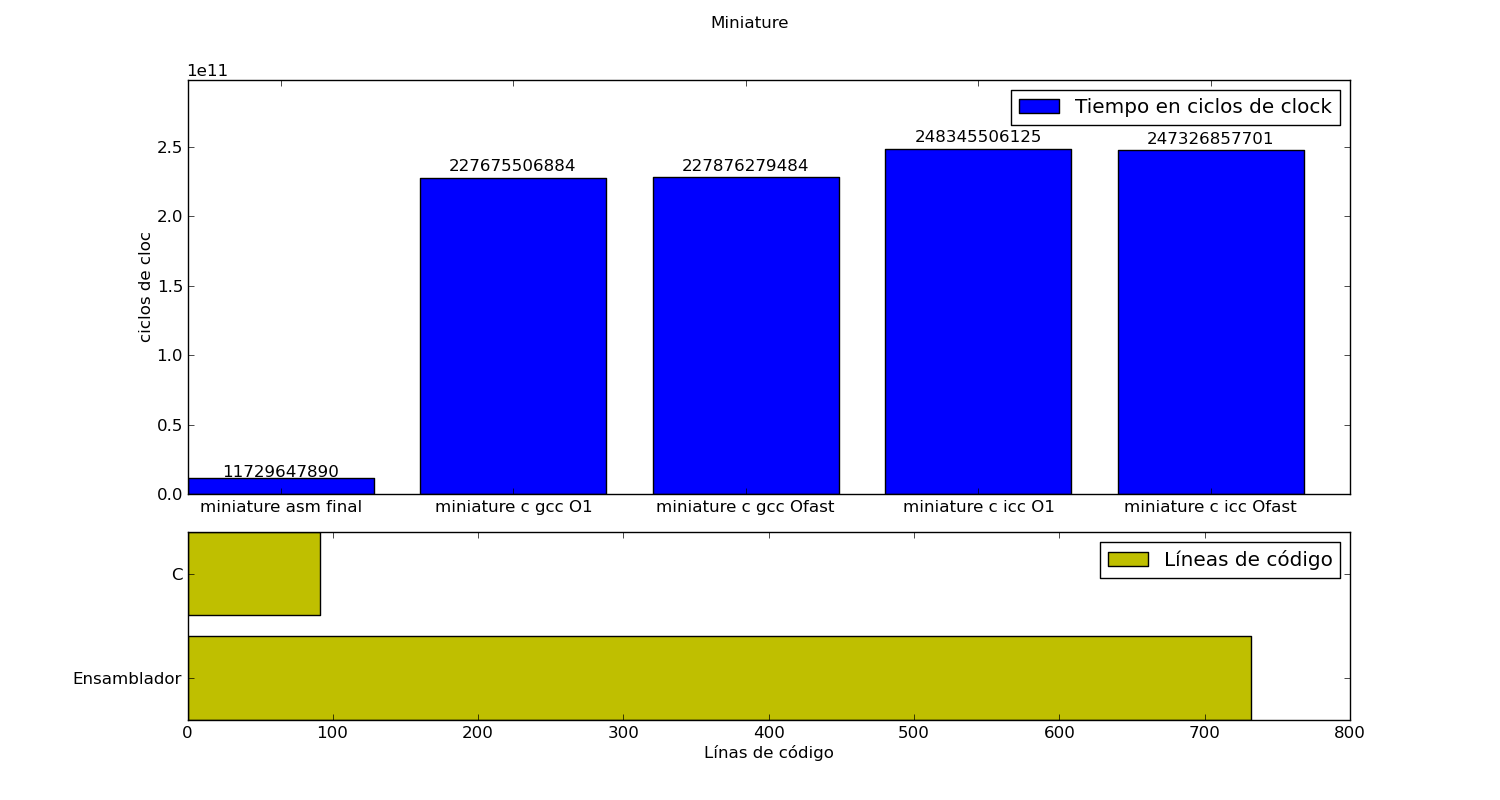 Miniature
1e11
Tiempo en ciclos de clock
2.5
2.0
1.5
1.0
0.5
0.0
ciclos de cloc
11729647890
227675506884
227876279484
248345506125
247326857701
miniature asm final
miniature c gcc O1
miniature c gcc Ofast
miniature c icc O1
miniature c icc Ofast
Líneas de código
C
Ensamblador
0 100 200 300 400 500 600 700 800
Línas de código